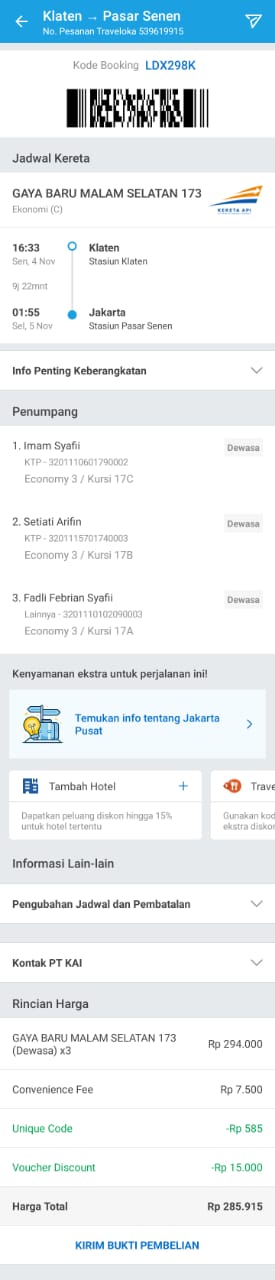 Klaten → Pasar Senen
No. Pesanan Traveloka 539619915
Kode Booking LDX298K
Jadwal Kereta
GAYA BARU MALAM SELATAN 173
Ekonomi (C)
KERETA API
16:33 Klaten
Sen, 4 Nov Stasiun Klaten
9j 22mnt
01:55 Jakarta
Sel, 5 Nov Stasiun Pasar Senen
Info Penting Keberangkatan
Penumpang
1. Imam Syafii Dewasa
KTP - 3201110601790002
Economy 3 / Kursi 17C
2. Setiati Arifin Dewasa
KTP - 3201115701740003
Economy 3 / Kursi 17B
3. Fadli Febrian Syafii Dewasa
Lainnya - 3201110102090003
Economy 3 / Kursi 17A
Kenyamanan ekstra untuk perjalanan ini!
Temukan info tentang Jakarta
Pusat
Tambah Hotel +
Dapatkan peluang diskon hingga 15%
untuk hotel tertentu
Trave
Gunakan kod
ekstra diskor
Informasi Lain-lain
Pengubahan Jadwal dan Pembatalan
Kontak PT KAI
Rincian Harga
GAYA BARU MALAM SELATAN 173
(Dewasa) x3 Rp 294.000
Convenience Fee Rp 7.500
Unique Code -Rp 585
Voucher Discount -Rp 15.000
Harga Total Rp 285.915
KIRIM BUKTI PEMBELIAN